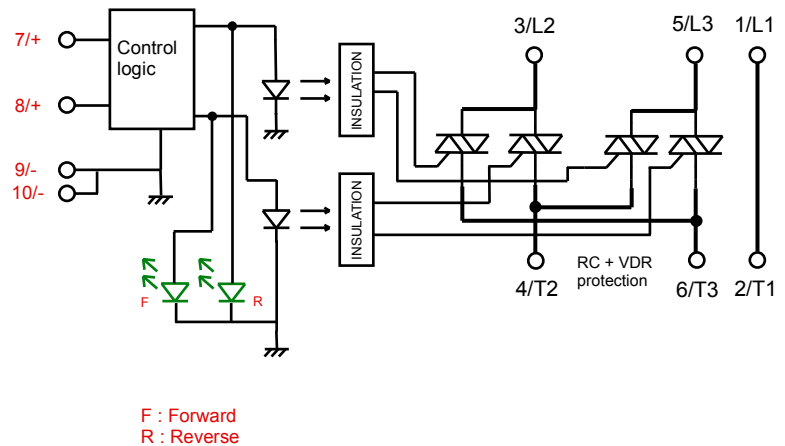 7/+
8/+
9/-
10/-
Control
logic
INSULATION
INSULATION
3/L2
5/L3
1/L1
F
R
4/T2
RC + VDR
protection
6/T3
2/T1
F : Forward
R : Reverse